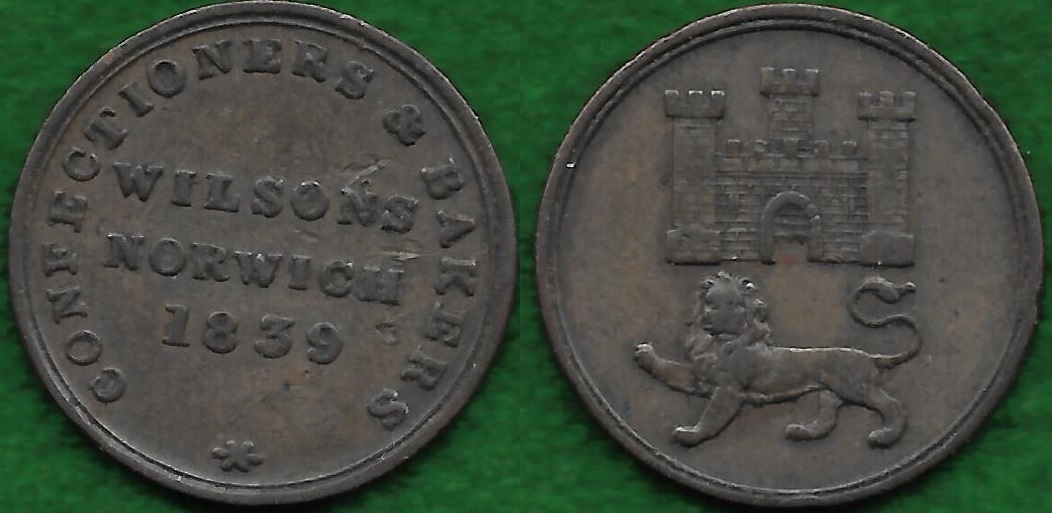 CONFECTIONERS & BAKERS
WILSONS
NORWICH
1839